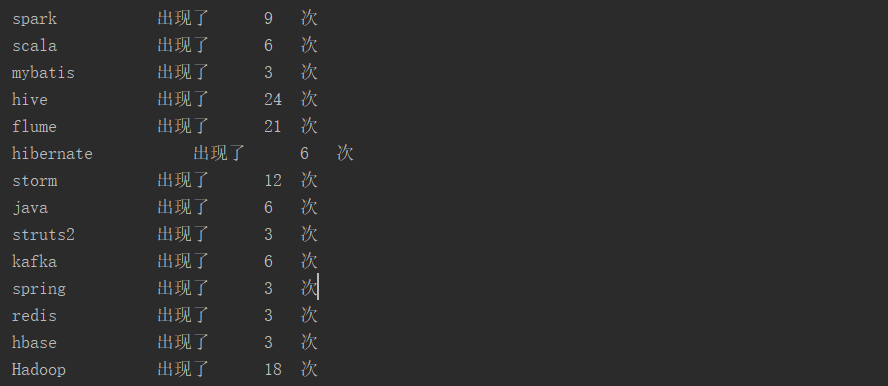 spark 出现了 9 次
scala 出现了 6 次
mybatis 出现了 3 次
hive 出现了 24 次
flume 出现了 21 次
hibernate 出现了 6 次
storm 出现了 12 次
java 出现了 6 次
struts2 出现了 3 次
kafka 出现了 6 次
spring 出现了 3 次
redis 出现了 3 次
hbase 出现了 3 次
Hadoop 出现了 18 次